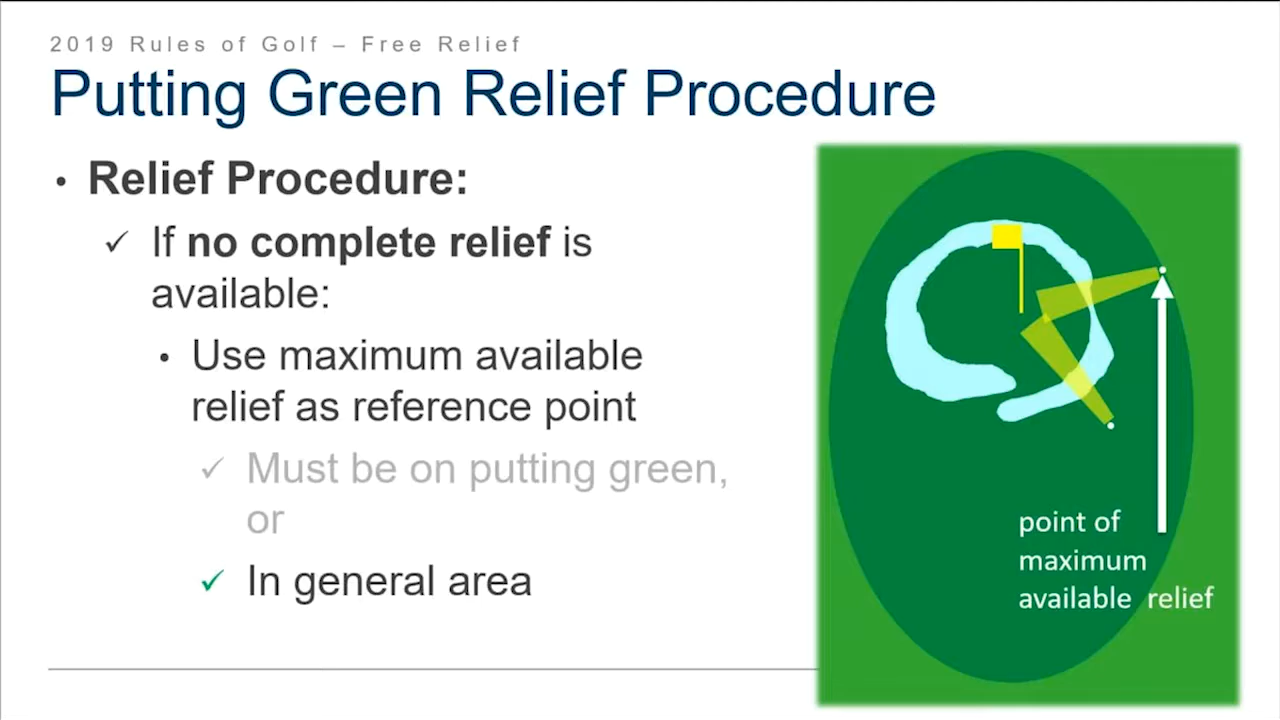 2019 Rules of Golf – Free Relief
Putting Green Relief Procedure
• Relief Procedure:
✓ If no complete relief is
available:
• Use maximum available
relief as reference point
✓ Must be on putting green,
or
✓ In general area
point of
maximum
available relief